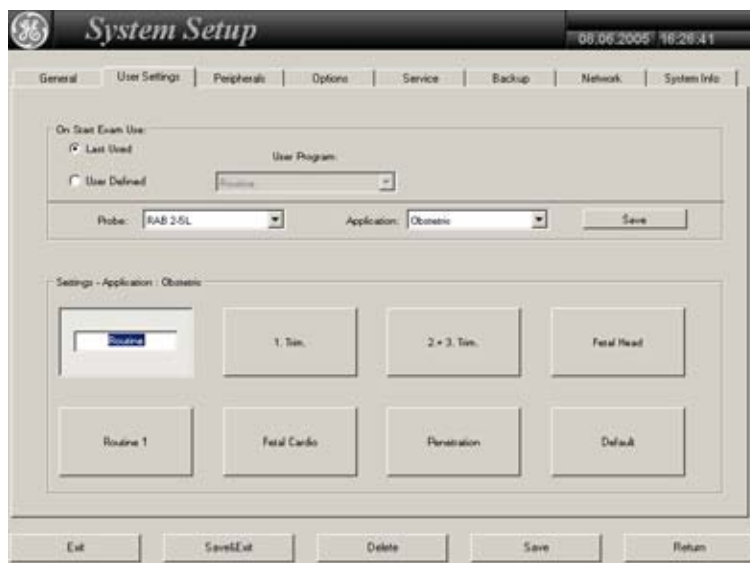 System Setup
08.06.2005 16:26:41
General User Settings Peripherals Options Service Backup Network System Info
On Start Exam Use:
Last Used
User Program:
User Defined
Routine
Probe: RAB 2-5L Application: Obstetric Save
Settings - Application : Obstetric
Routine 1. Trim. 2.+ 3. Trim. Fetal Head
Routine 1 Fetal Cardio Penetration Default
Exit Save&Exit Delete Save Return